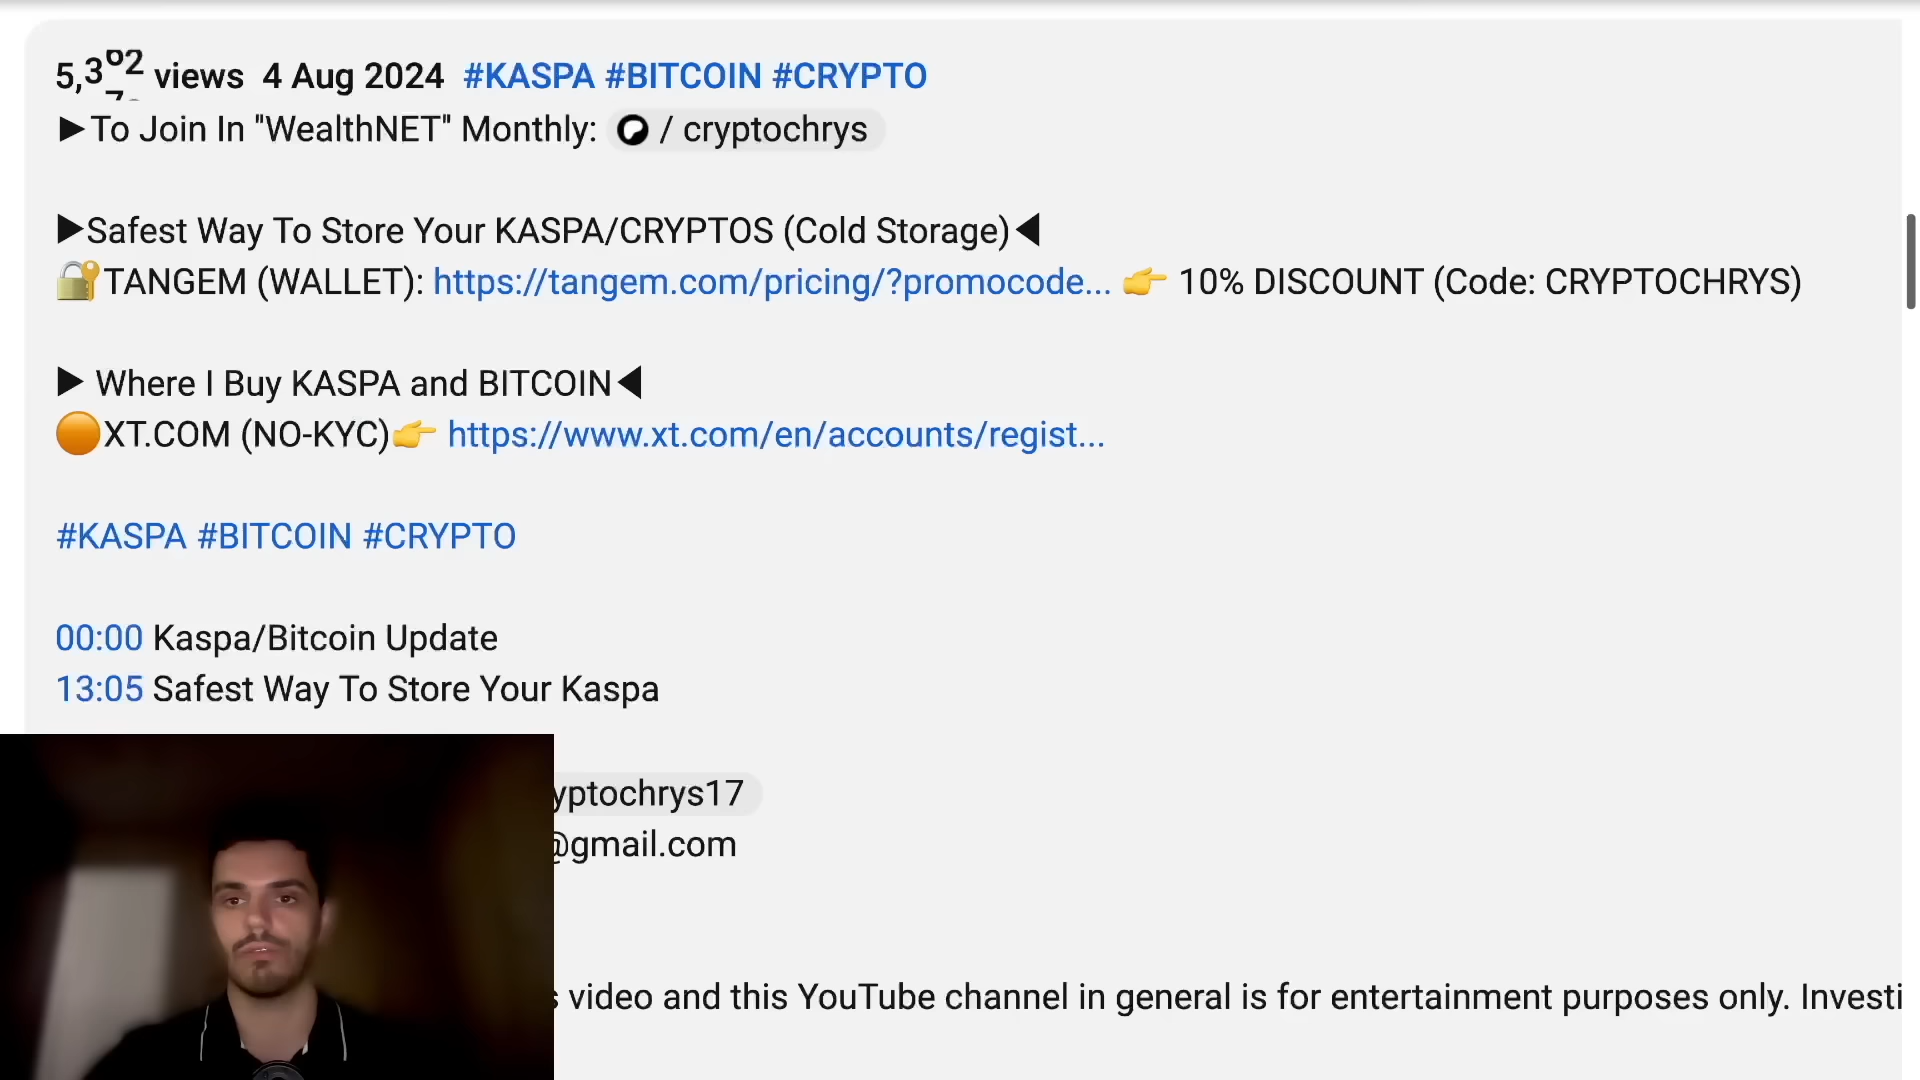 5,3 views 4 Aug 2024 #KASPA #BITCOIN #CRYPTO
▶To Join In "WealthNET" Monthly: / cryptochrys
▶Safest Way To Store Your KASPA/CRYPTOS (Cold Storage)◀
🔐TANGEM (WALLET): https://tangem.com/pricing/?promocode... 👉 10% DISCOUNT (Code: CRYPTOCHRYS)
▶ Where I Buy KASPA and BITCOIN◀
🟠XT.COM (NO-KYC)👉 https://www.xt.com/en/accounts/regist...
#KASPA #BITCOIN #CRYPTO
00:00 Kaspa/Bitcoin Update
13:05 Safest Way To Store Your Kaspa
yptochrys17
@gmail.com
video and this YouTube channel in general is for entertainment purposes only. Investi